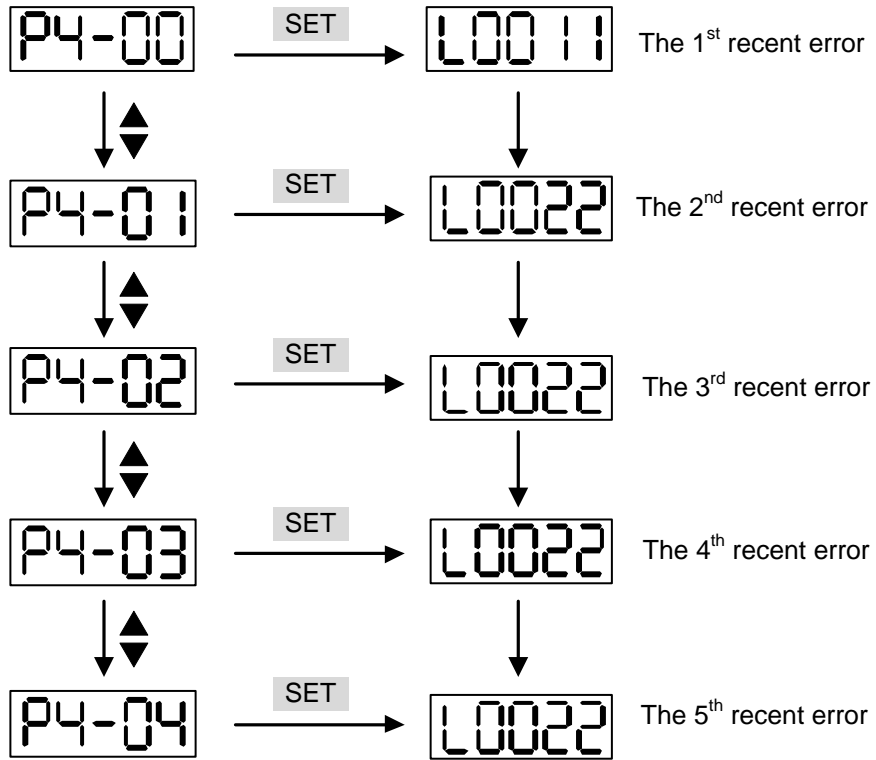 P4-00 SET L0011 The 1st recent error
P4-01 SET L0022 The 2nd recent error
P4-02 SET L0022 The 3rd recent error
P4-03 SET L0022 The 4th recent error
P4-04 SET L0022 The 5th recent error